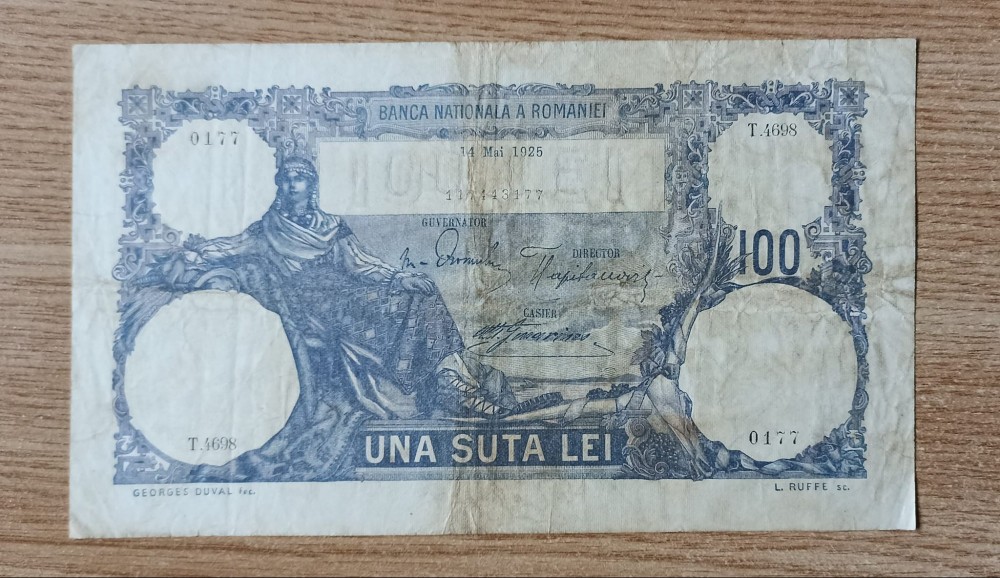 BANCA NATIONALA A ROMANIEI
0177
T.4698
14 Mai 1925
117443177
GUVERNATOR
DIRECTOR
100
CASIER
T.4698
0177
UNA SUTA LEI
GEORGES DUVAL fec.
L. RUFFE sc.